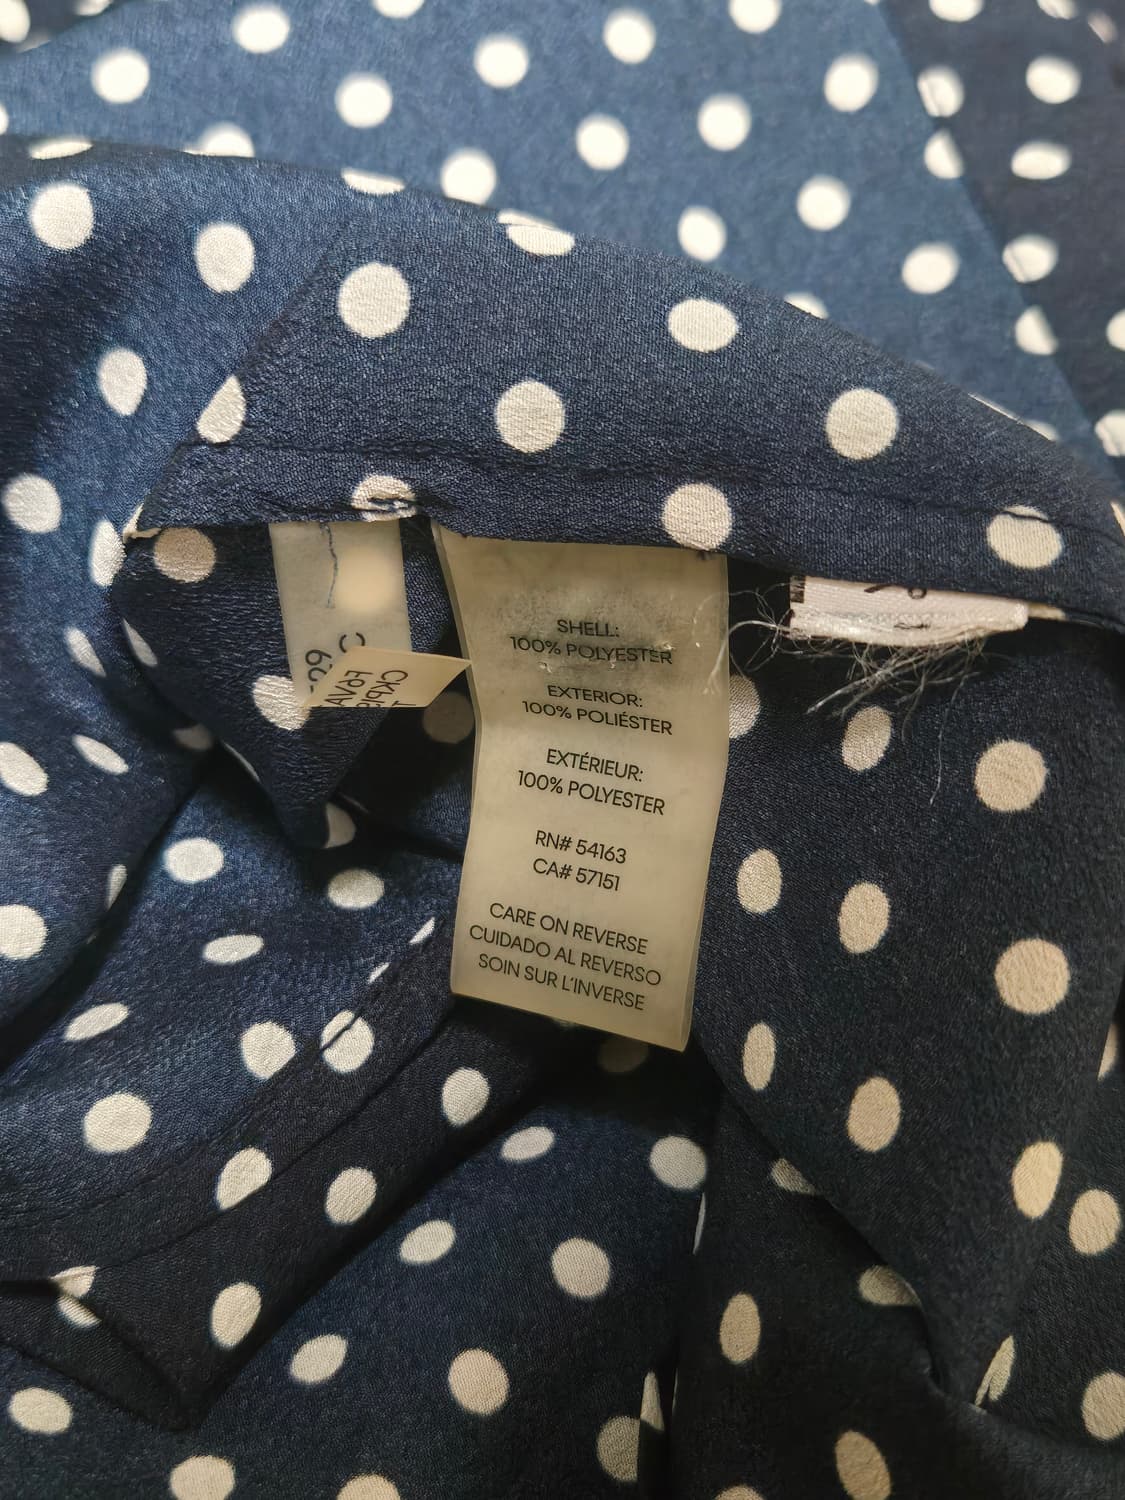 SHELL:
100% POLYESTER
EXTERIOR:
100% POLIÉSTER
EXTÉRIEUR:
100% POLYESTER
RN# 54163
CA# 57151
CARE ON REVERSE
CUIDADO AL REVERSO
SOIN SUR L'INVERSE